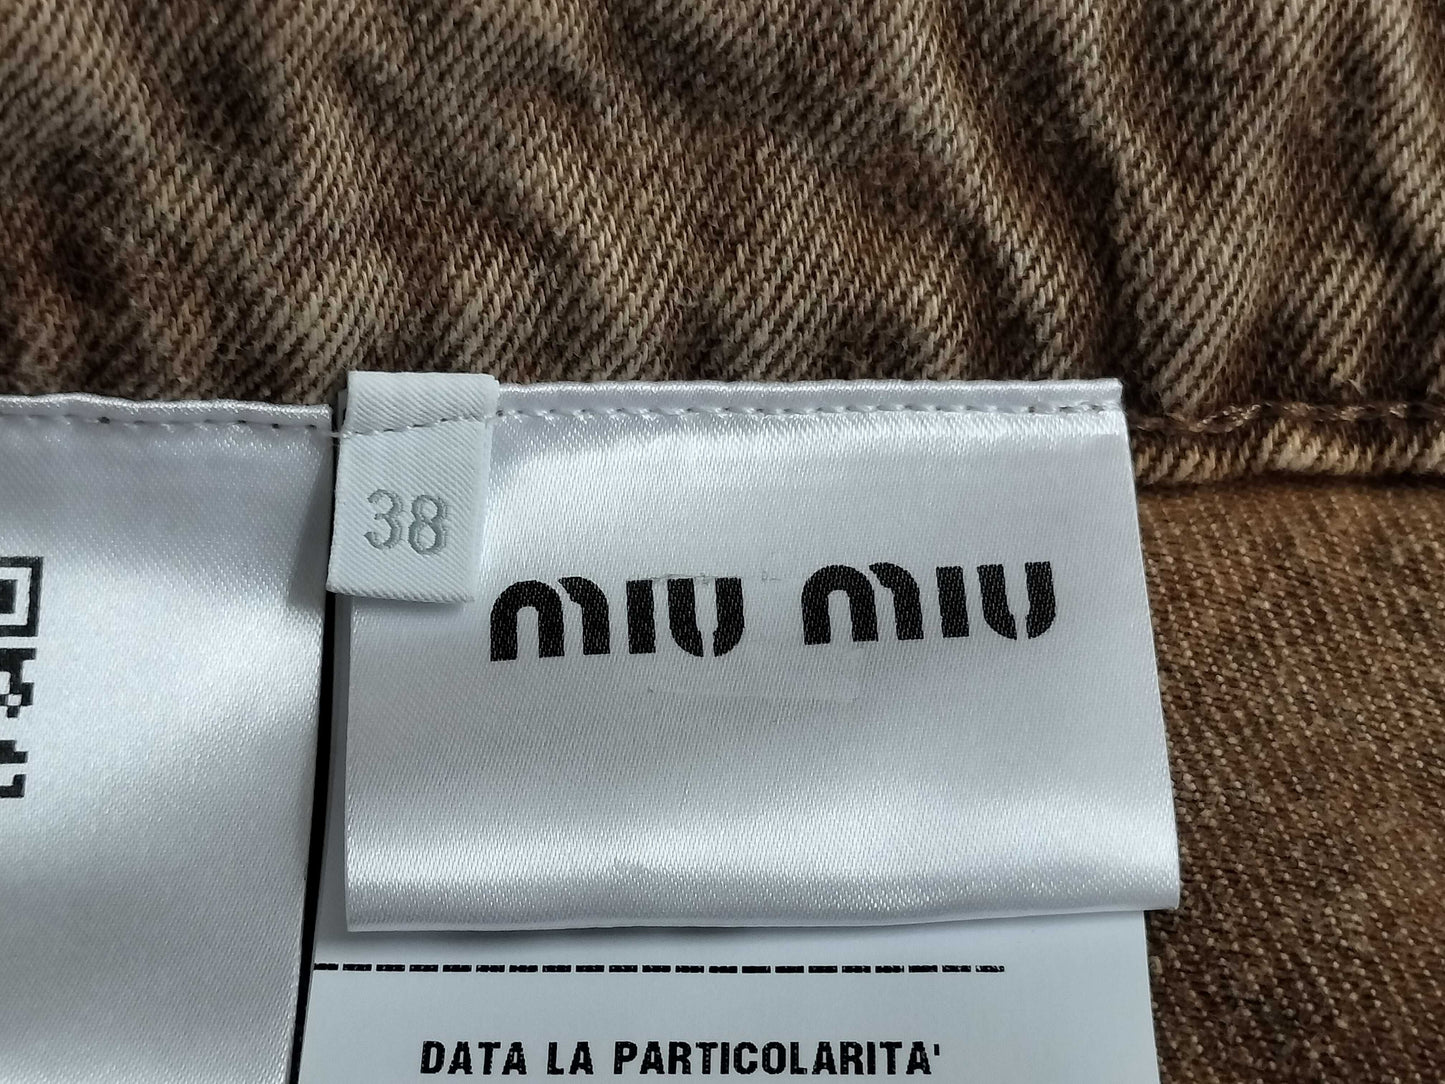 38
miu miu
DATA LA PARTICOLARITA'